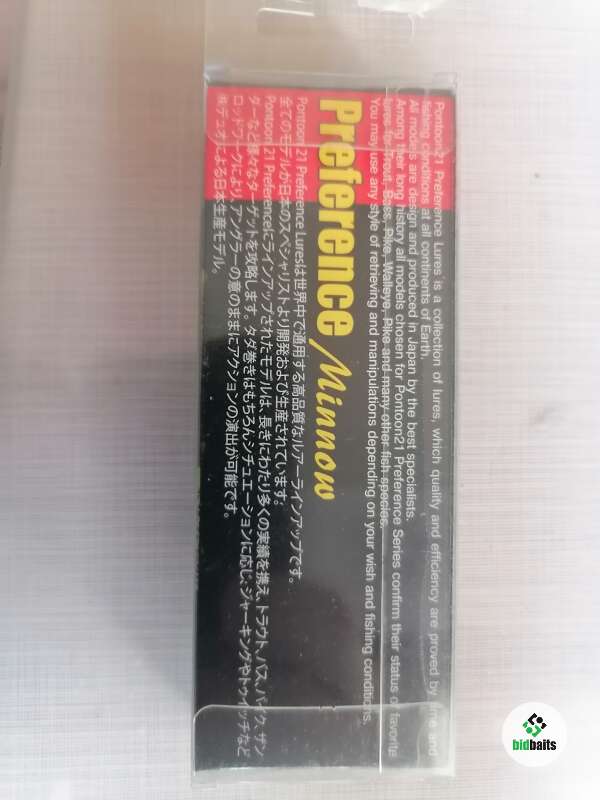 Pontoon21 Preference Lures is a collection of lures, which quality and efficiency are proved by time and
fishing conditions at all continents of Earth.
All models are design and produced in Japan by the best specialists.
Among their long history all models chosen for Pontoon21 Preference Series confirm their status of favorite
lures for Trout, Bass, Pike, Walleye, Pike and many other fish species.
You may use any style of retrieving and manipulations depending on your wish and fishing conditions.
Preference Minnow
Pontoon 21 Preference Luresは世界中で通用する高品質なルアーラインアップです。
全てのモデルが日本のスペシャリストより開発および生産されています。
Pontoon 21 Preferenceにラインアップされたモデルは、長きにわたり多くの実績を携え、トラウト、バス、パイク、ザン
ターなど様々なターゲットを攻略します。タダ巻きはもちろんシチュエーションに応じ、ジャーキングやトゥイッチなど
ロッドワークにより、アングラーの意のままにアクションの演出が可能です。
による日本生産モデル。
bidbaits